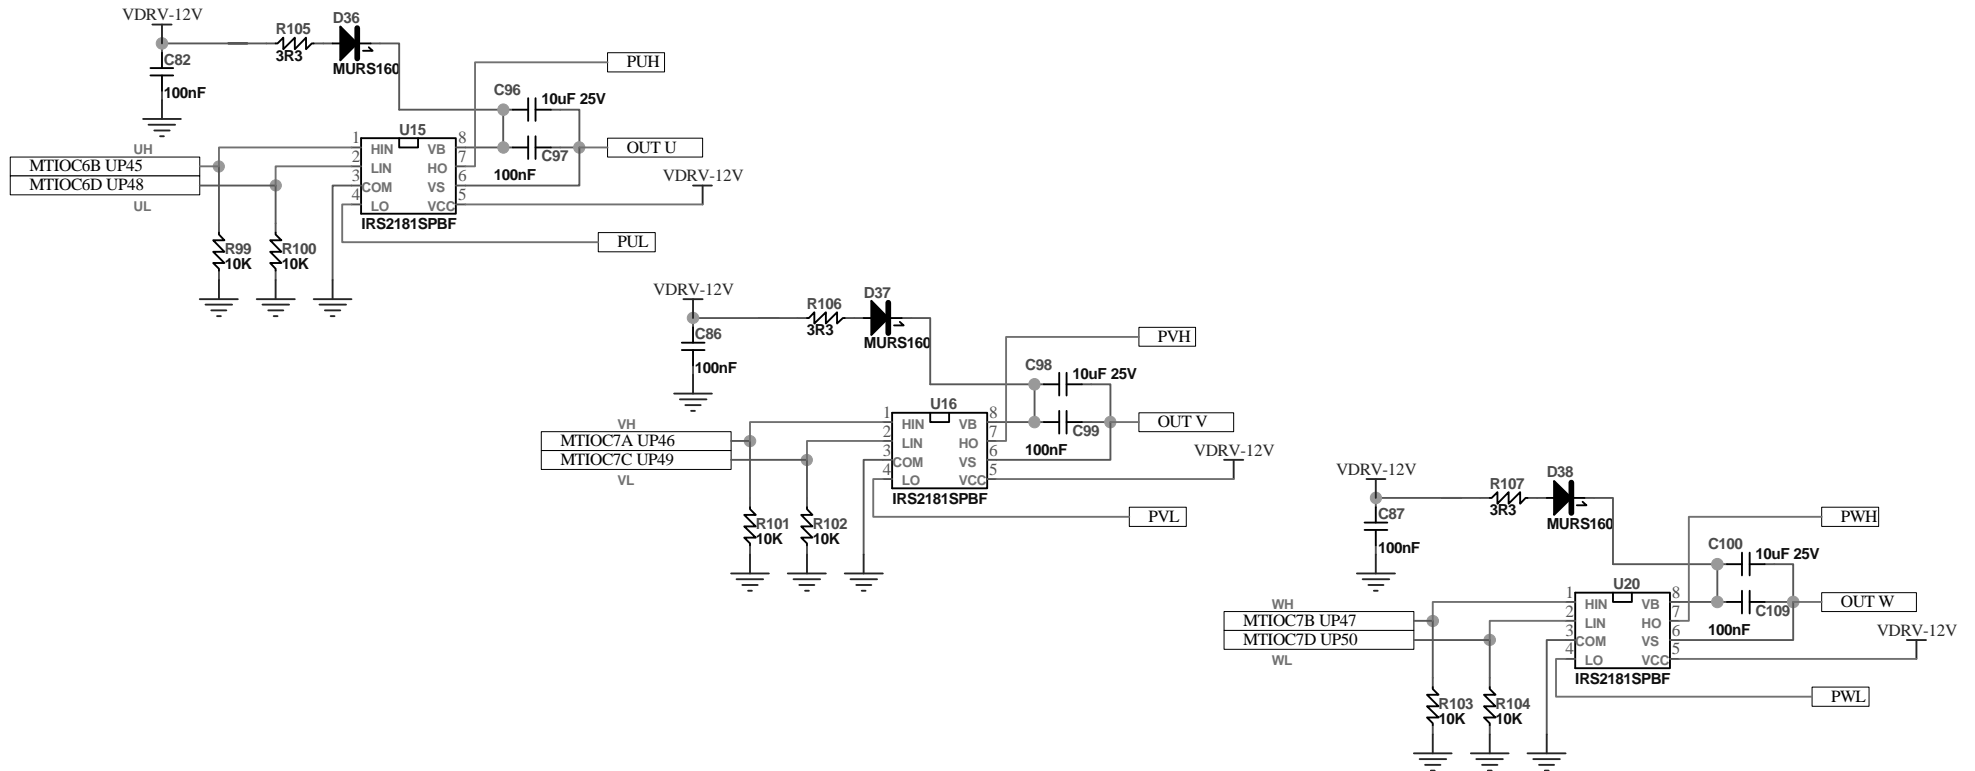 VDRV-12V
R105
3R3
D36
MURS160
C82
100nF
PUH
C96
10uF 25V
C97
100nF
OUT U
VDRV-12V
UH
MTIOC6B UP45
MTIOC6D UP48
UL
U15
1
2
3
4
HIN
LIN
COM
LO
VB
HO
VS
VCC
8
7
6
5
IRS2181SPBF
PUL
R99
10K
R100
10K
VDRV-12V
R106
3R3
D37
MURS160
C86
100nF
PVH
C98
10uF 25V
C99
100nF
OUT V
VDRV-12V
VH
MTIOC7A UP46
MTIOC7C UP49
VL
U16
1
2
3
4
HIN
LIN
COM
LO
VB
HO
VS
VCC
8
7
6
5
IRS2181SPBF
PVL
R101
10K
R102
10K
VDRV-12V
R107
3R3
D38
MURS160
C87
100nF
PWH
C100
10uF 25V
C109
100nF
OUT W
VDRV-12V
WH
MTIOC7B UP47
MTIOC7D UP50
WL
U20
1
2
3
4
HIN
LIN
COM
LO
VB
HO
VS
VCC
8
7
6
5
IRS2181SPBF
PWL
R103
10K
R104
10K